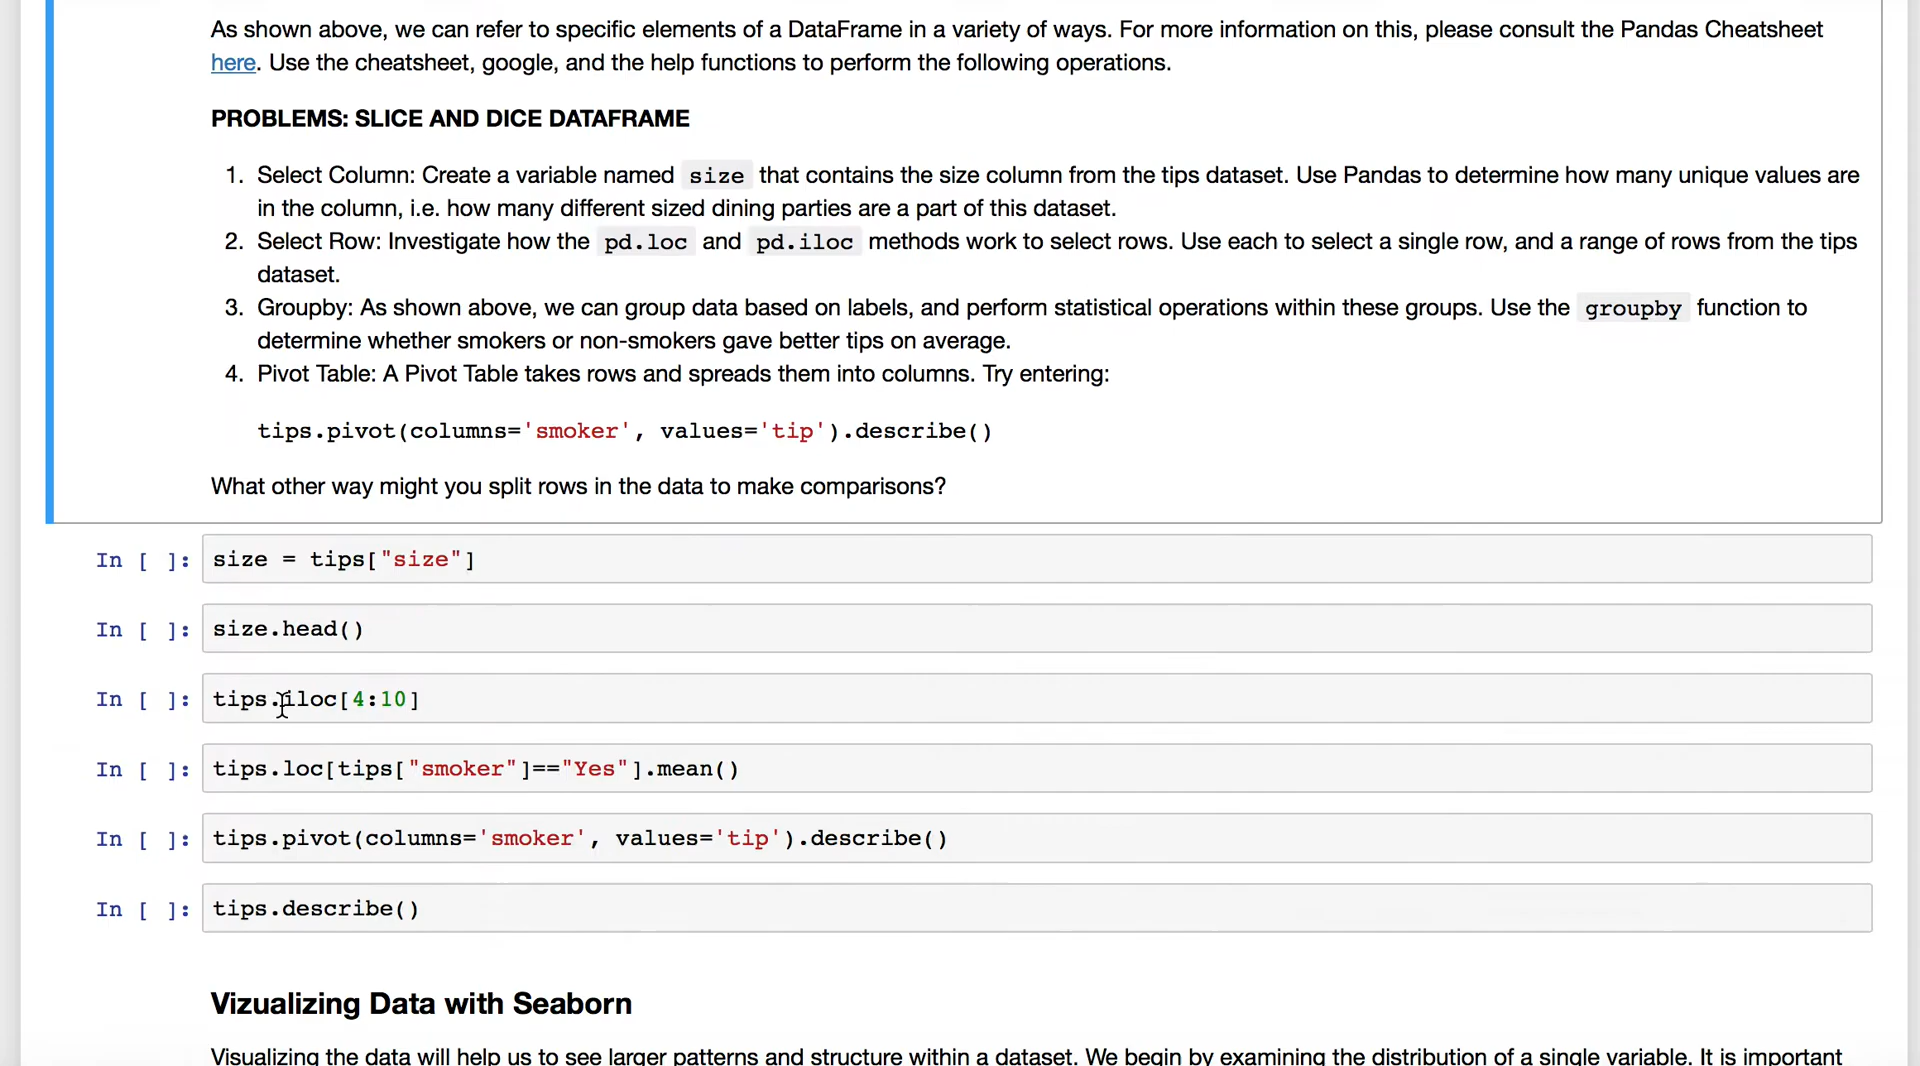 As shown above, we can refer to specific elements of a DataFrame in a variety of ways. For more information on this, please consult the Pandas Cheatsheet
here. Use the cheatsheet, google, and the help functions to perform the following operations.
PROBLEMS: SLICE AND DICE DATAFRAME
1. Select Column: Create a variable named size that contains the size column from the tips dataset. Use Pandas to determine how many unique values are
in the column, i.e. how many different sized dining parties are a part of this dataset.
2. Select Row: Investigate how the pd.loc and pd.iloc methods work to select rows. Use each to select a single row, and a range of rows from the tips
dataset.
3. Groupby: As shown above, we can group data based on labels, and perform statistical operations within these groups. Use the groupby function to
determine whether smokers or non-smokers gave better tips on average.
4. Pivot Table: A Pivot Table takes rows and spreads them into columns. Try entering:
tips.pivot(columns='smoker', values='tip').describe()
What other way might you split rows in the data to make comparisons?
In [ ]: size = tips["size"]
In [ ]: size.head()
In [ ]: tips.iloc[4:10]
In [ ]: tips.loc[tips["smoker"]=="Yes"].mean()
In [ ]: tips.pivot(columns='smoker', values='tip').describe()
In [ ]: tips.describe()
Vizualizing Data with Seaborn
Visualizing the data will help us to see larger patterns and structure within a dataset. We begin by examining the distribution of a single variable. It is important